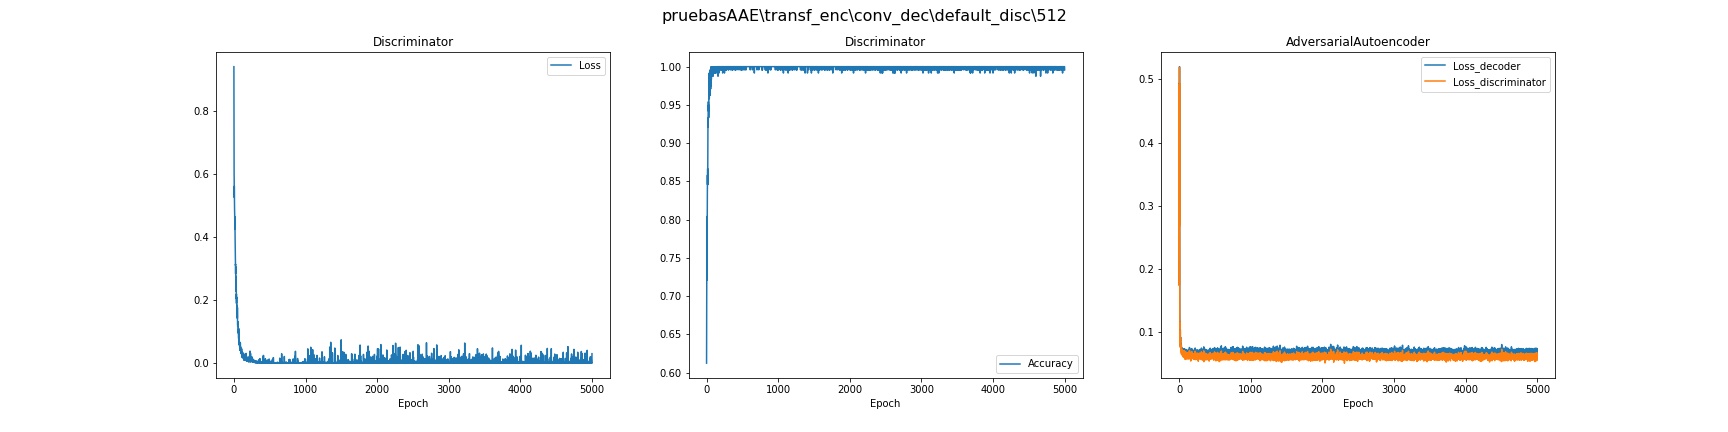 pruebasAAE\transf_enc\conv_dec\default_disc\512
Discriminator
Loss
0.8
0.6
0.4
0.2
0.0
0 1000 2000 3000 4000 5000
Epoch
Discriminator
1.00
0.95
0.90
0.85
0.80
0.75
0.70
0.65
0.60
Accuracy
0 1000 2000 3000 4000 5000
Epoch
AdversarialAutoencoder
Loss_decoder
Loss_discriminator
0.5
0.4
0.3
0.2
0.1
0 1000 2000 3000 4000 5000
Epoch